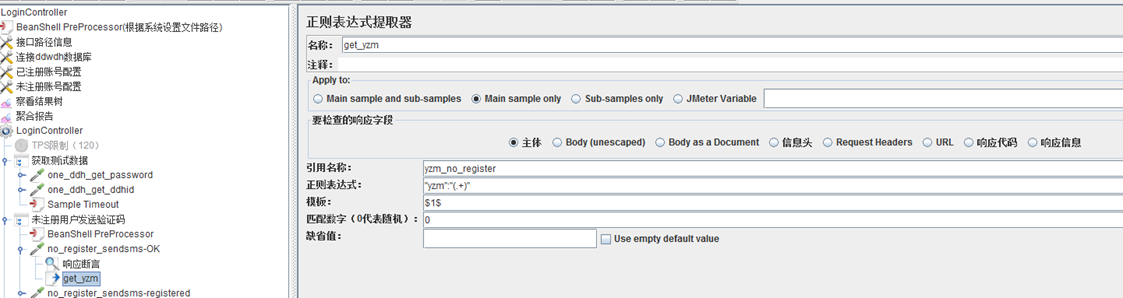 LoginController
BeanShell PreProcessor(根据系统设置文件路径)
接口路径信息
连接ddwdh数据库
已注册账号配置
未注册账号配置
察看结果树
聚合报告
LoginController
TPS限制（120）
获取测试数据
one_ddh_get_password
one_ddh_get_ddhid
Sample Timeout
未注册用户发送验证码
BeanShell PreProcessor
no_register_sendsms-OK
响应断言
get_yzm
no_register_sendsms-registered
正则表达式提取器
名称： get_yzm
注释：
Apply to:
Main sample and sub-samples Main sample only Sub-samples only JMeter Variable
要检查的响应字段
主体 Body (unescaped) Body as a Document 信息头 Request Headers URL 响应代码 响应信息
引用名称： yzm_no_register
正则表达式： "yzm":"(.+)"
模板： $1$
匹配数字（0代表随机）： 0
缺省值： Use empty default value